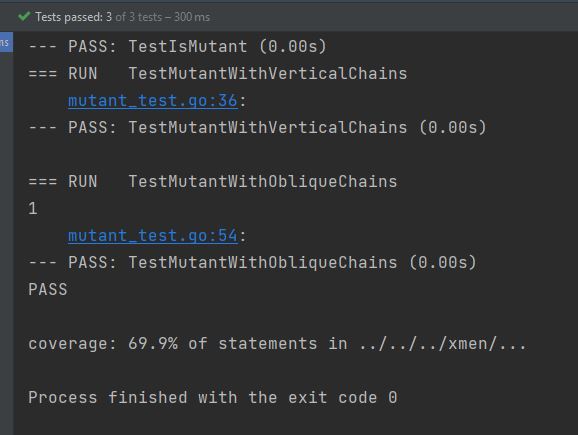 Tests passed: 3 of 3 tests – 300 ms
ms
--- PASS: TestIsMutant (0.00s)
=== RUN   TestMutantWithVerticalChains
    mutant_test.go:36:
--- PASS: TestMutantWithVerticalChains (0.00s)
=== RUN   TestMutantWithObliqueChains
1
    mutant_test.go:54:
--- PASS: TestMutantWithObliqueChains (0.00s)
PASS
coverage: 69.9% of statements in ../../../xmen/...
Process finished with the exit code 0